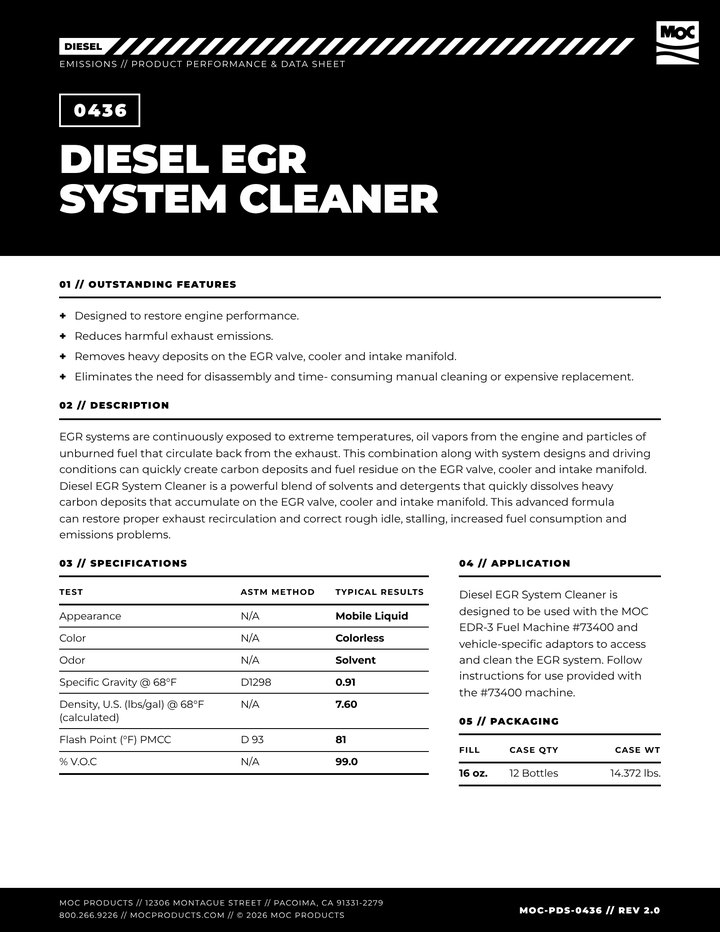 DIESEL
MOC
EMISSIONS // PRODUCT PERFORMANCE & DATA SHEET
0436
DIESEL EGR
SYSTEM CLEANER
01 // OUTSTANDING FEATURES
+ Designed to restore engine performance.
+ Reduces harmful exhaust emissions.
+ Removes heavy deposits on the EGR valve, cooler and intake manifold.
+ Eliminates the need for disassembly and time- consuming manual cleaning or expensive replacement.
02 // DESCRIPTION
EGR systems are continuously exposed to extreme temperatures, oil vapors from the engine and particles of
unburned fuel that circulate back from the exhaust. This combination along with system designs and driving
conditions can quickly create carbon deposits and fuel residue on the EGR valve, cooler and intake manifold.
Diesel EGR System Cleaner is a powerful blend of solvents and detergents that quickly dissolves heavy
carbon deposits that accumulate on the EGR valve, cooler and intake manifold. This advanced formula
can restore proper exhaust recirculation and correct rough idle, stalling, increased fuel consumption and
emissions problems.
03 // SPECIFICATIONS
TEST ASTM METHOD TYPICAL RESULTS
Appearance N/A Mobile Liquid
Color N/A Colorless
Odor N/A Solvent
Specific Gravity @ 68°F D1298 0.91
Density, U.S. (lbs/gal) @ 68°F N/A 7.60
(calculated)
Flash Point (°F) PMCC D 93 81
% V.O.C N/A 99.0
04 // APPLICATION
Diesel EGR System Cleaner is
designed to be used with the MOC
EDR-3 Fuel Machine #73400 and
vehicle-specific adaptors to access
and clean the EGR system. Follow
instructions for use provided with
the #73400 machine.
05 // PACKAGING
FILL CASE QTY CASE WT
16 oz. 12 Bottles 14.372 lbs.
MOC PRODUCTS // 12306 MONTAGUE STREET // PACOIMA, CA 91331-2279
800.266.9226 // MOCPRODUCTS.COM // © 2026 MOC PRODUCTS
MOC-PDS-0436 // REV 2.0